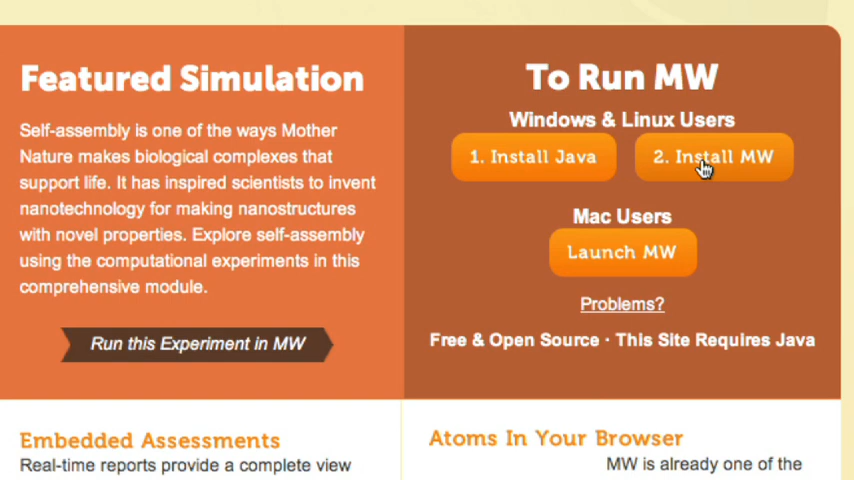 Featured Simulation
Self-assembly is one of the ways Mother
Nature makes biological complexes that
support life. It has inspired scientists to invent
nanotechnology for making nanostructures
with novel properties. Explore self-assembly
using the computational experiments in this
comprehensive module.
Run this Experiment in MW
To Run MW
Windows & Linux Users
1. Install Java
2. Install MW
Mac Users
Launch MW
Problems?
Free & Open Source · This Site Requires Java
Embedded Assessments
Real-time reports provide a complete view
Atoms In Your Browser
MW is already one of the